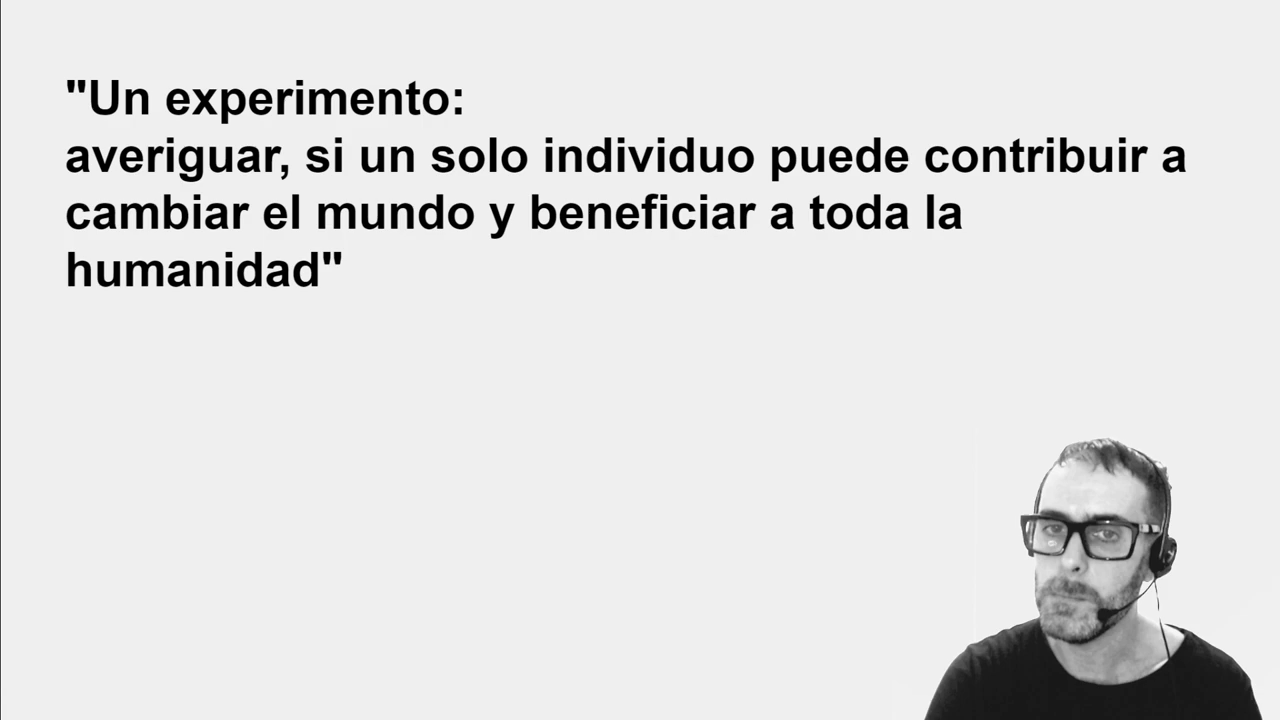 "Un experimento:
averiguar, si un solo individuo puede contribuir a
cambiar el mundo y beneficiar a toda la
humanidad"